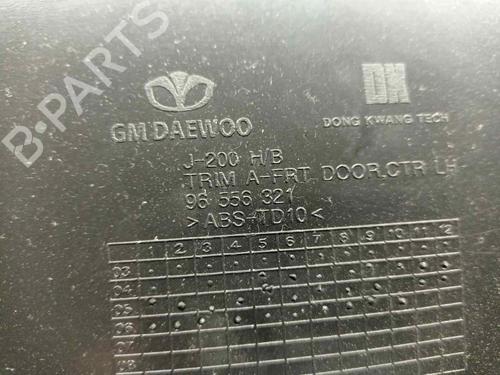 B-PARTS
GM DAEWOO
DK
DONG KWANG TECH
J-200 H/B
TRIM A-FRT DOOR.CTR LH
96 556 321
>ABS-TD10<
2 3 4 5 6 7 8 9 10 11 12
03
04
05
06
07
08